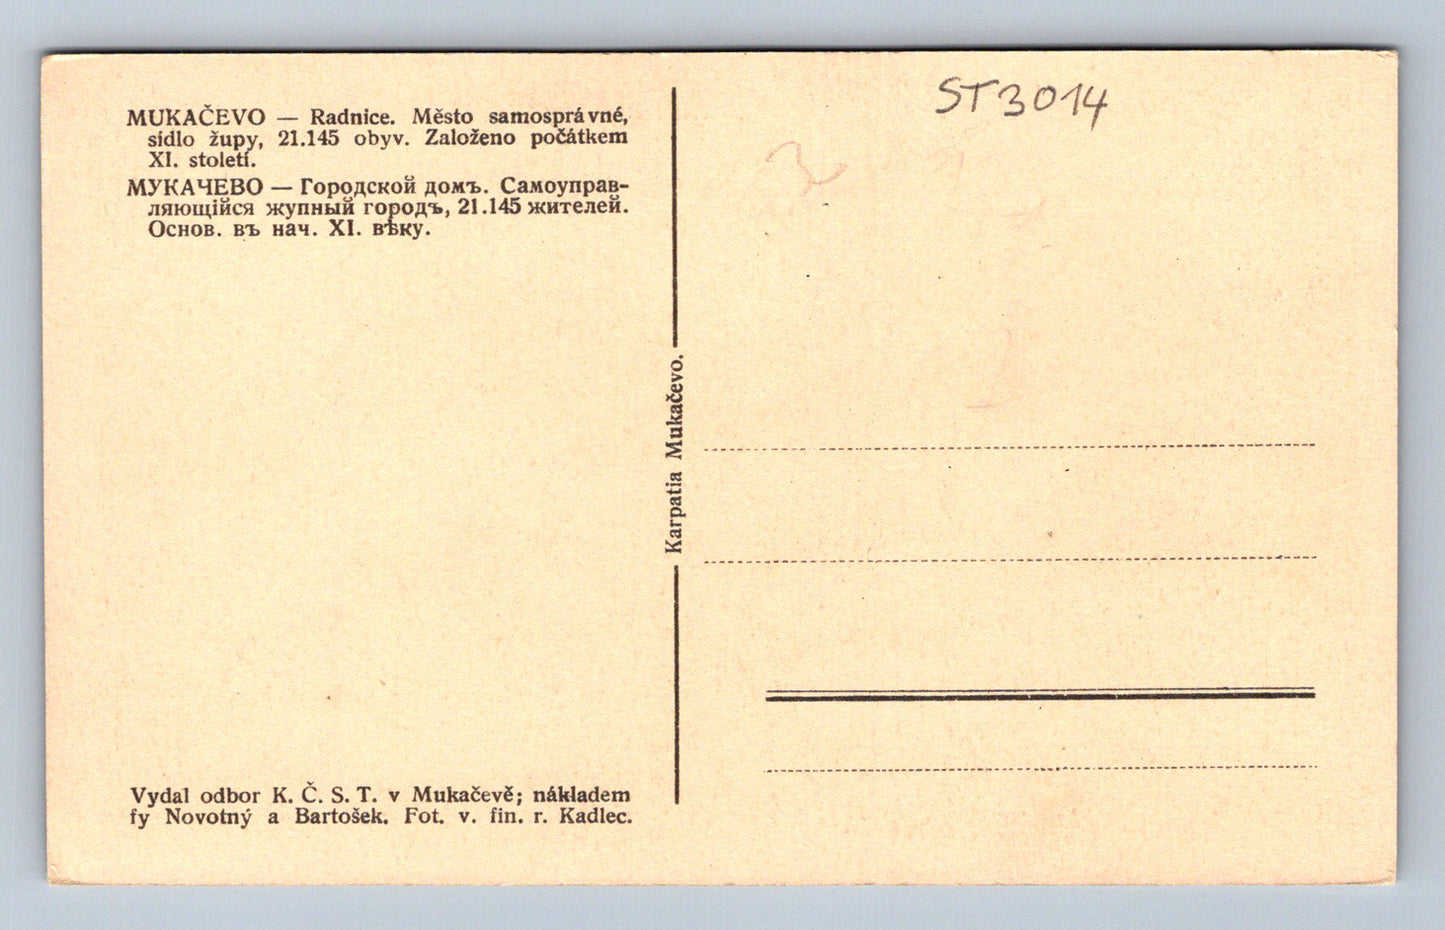 MUKAČEVO — Radnice. Město samosprávné,
sídlo župy, 21.145 obyv. Založeno počátkem
XI. století.
МУКАЧЕВО — Городской домъ. Самоуправ-
ляющійся жупный городъ, 21.145 жителей.
Основ. въ нач. XI. вѣку.
Vydal odbor K. Č. S. T. v Mukačevě; nákladem
fy Novotný a Bartošek. Fot. v. fin. r. Kadlec.
Karpatia Mukačevo.
ST3014